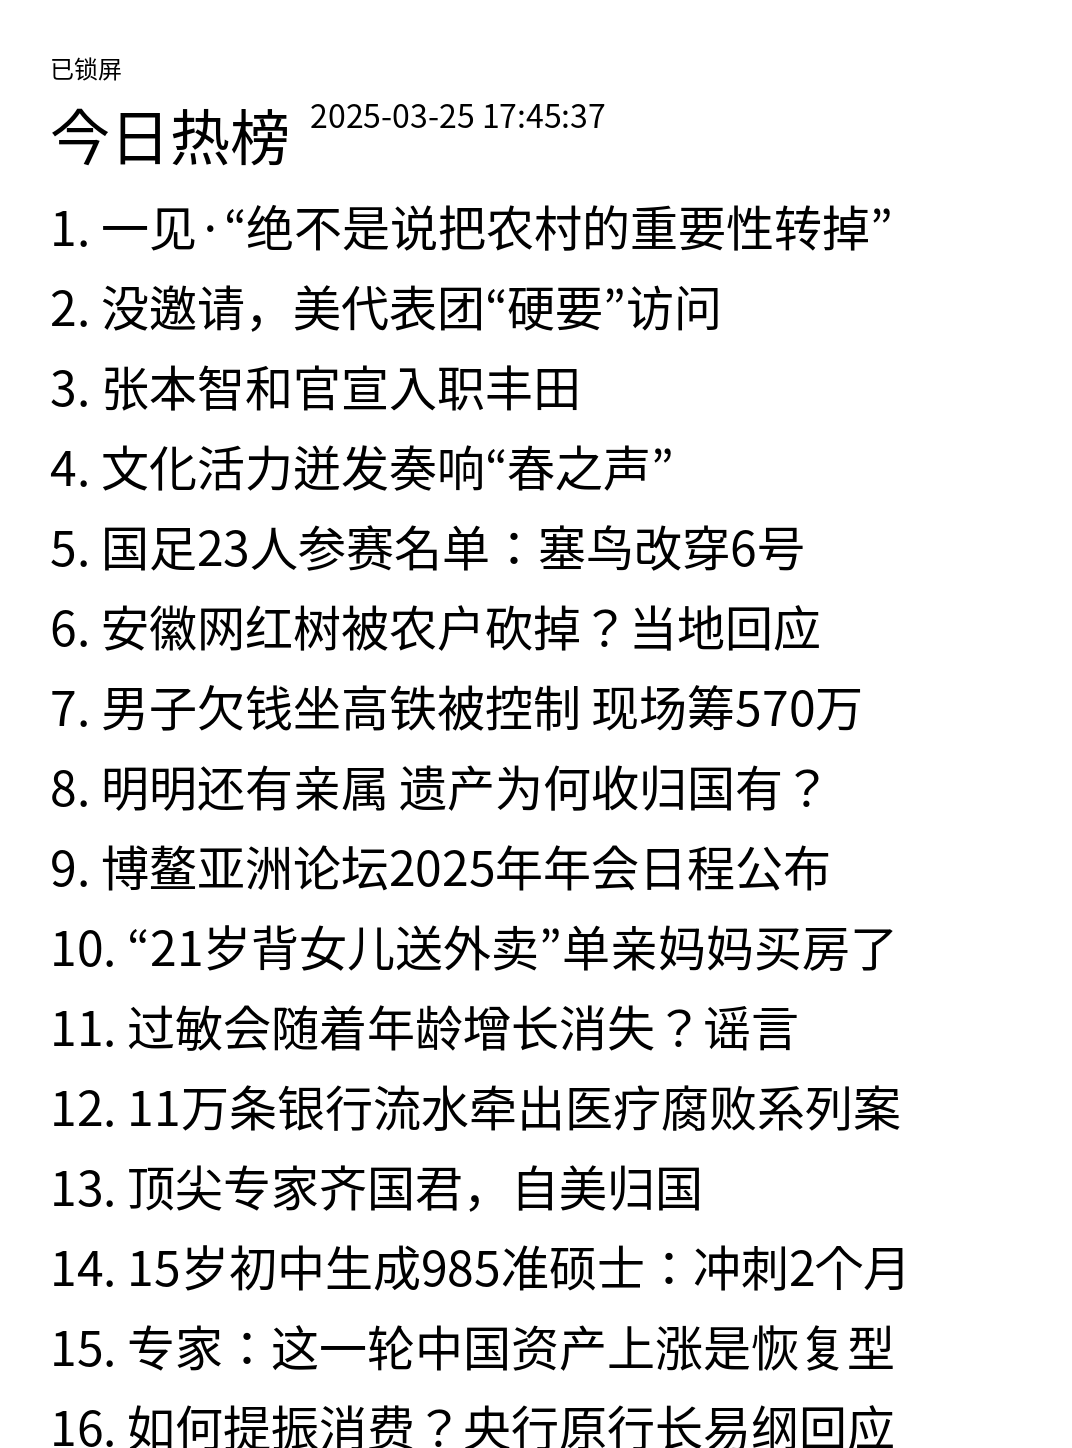 已锁屏
今日热榜 2025-03-25 17:45:37
1. 一见·“绝不是说把农村的重要性转掉”
2. 没邀请，美代表团“硬要”访问
3. 张本智和官宣入职丰田
4. 文化活力迸发奏响“春之声”
5. 国足23人参赛名单：塞鸟改穿6号
6. 安徽网红树被农户砍掉？当地回应
7. 男子欠钱坐高铁被控制 现场筹570万
8. 明明还有亲属 遗产为何收归国有？
9. 博鳌亚洲论坛2025年年会日程公布
10. “21岁背女儿送外卖”单亲妈妈买房了
11. 过敏会随着年龄增长消失？谣言
12. 11万条银行流水牵出医疗腐败系列案
13. 顶尖专家齐国君，自美归国
14. 15岁初中生成985准硕士：冲刺2个月
15. 专家：这一轮中国资产上涨是恢复型
16. 如何提振消费？央行原行长易纲回应